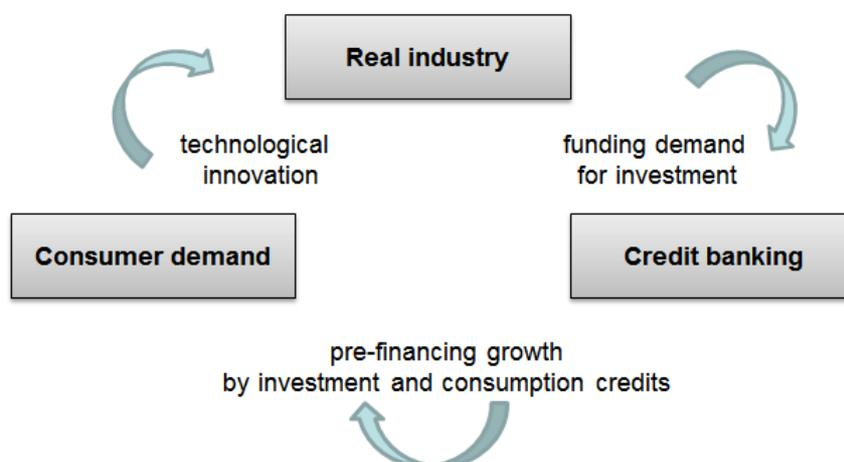 Real industry
technological
innovation
funding demand
for investment
Consumer demand
Credit banking
pre-financing growth
by investment and consumption credits